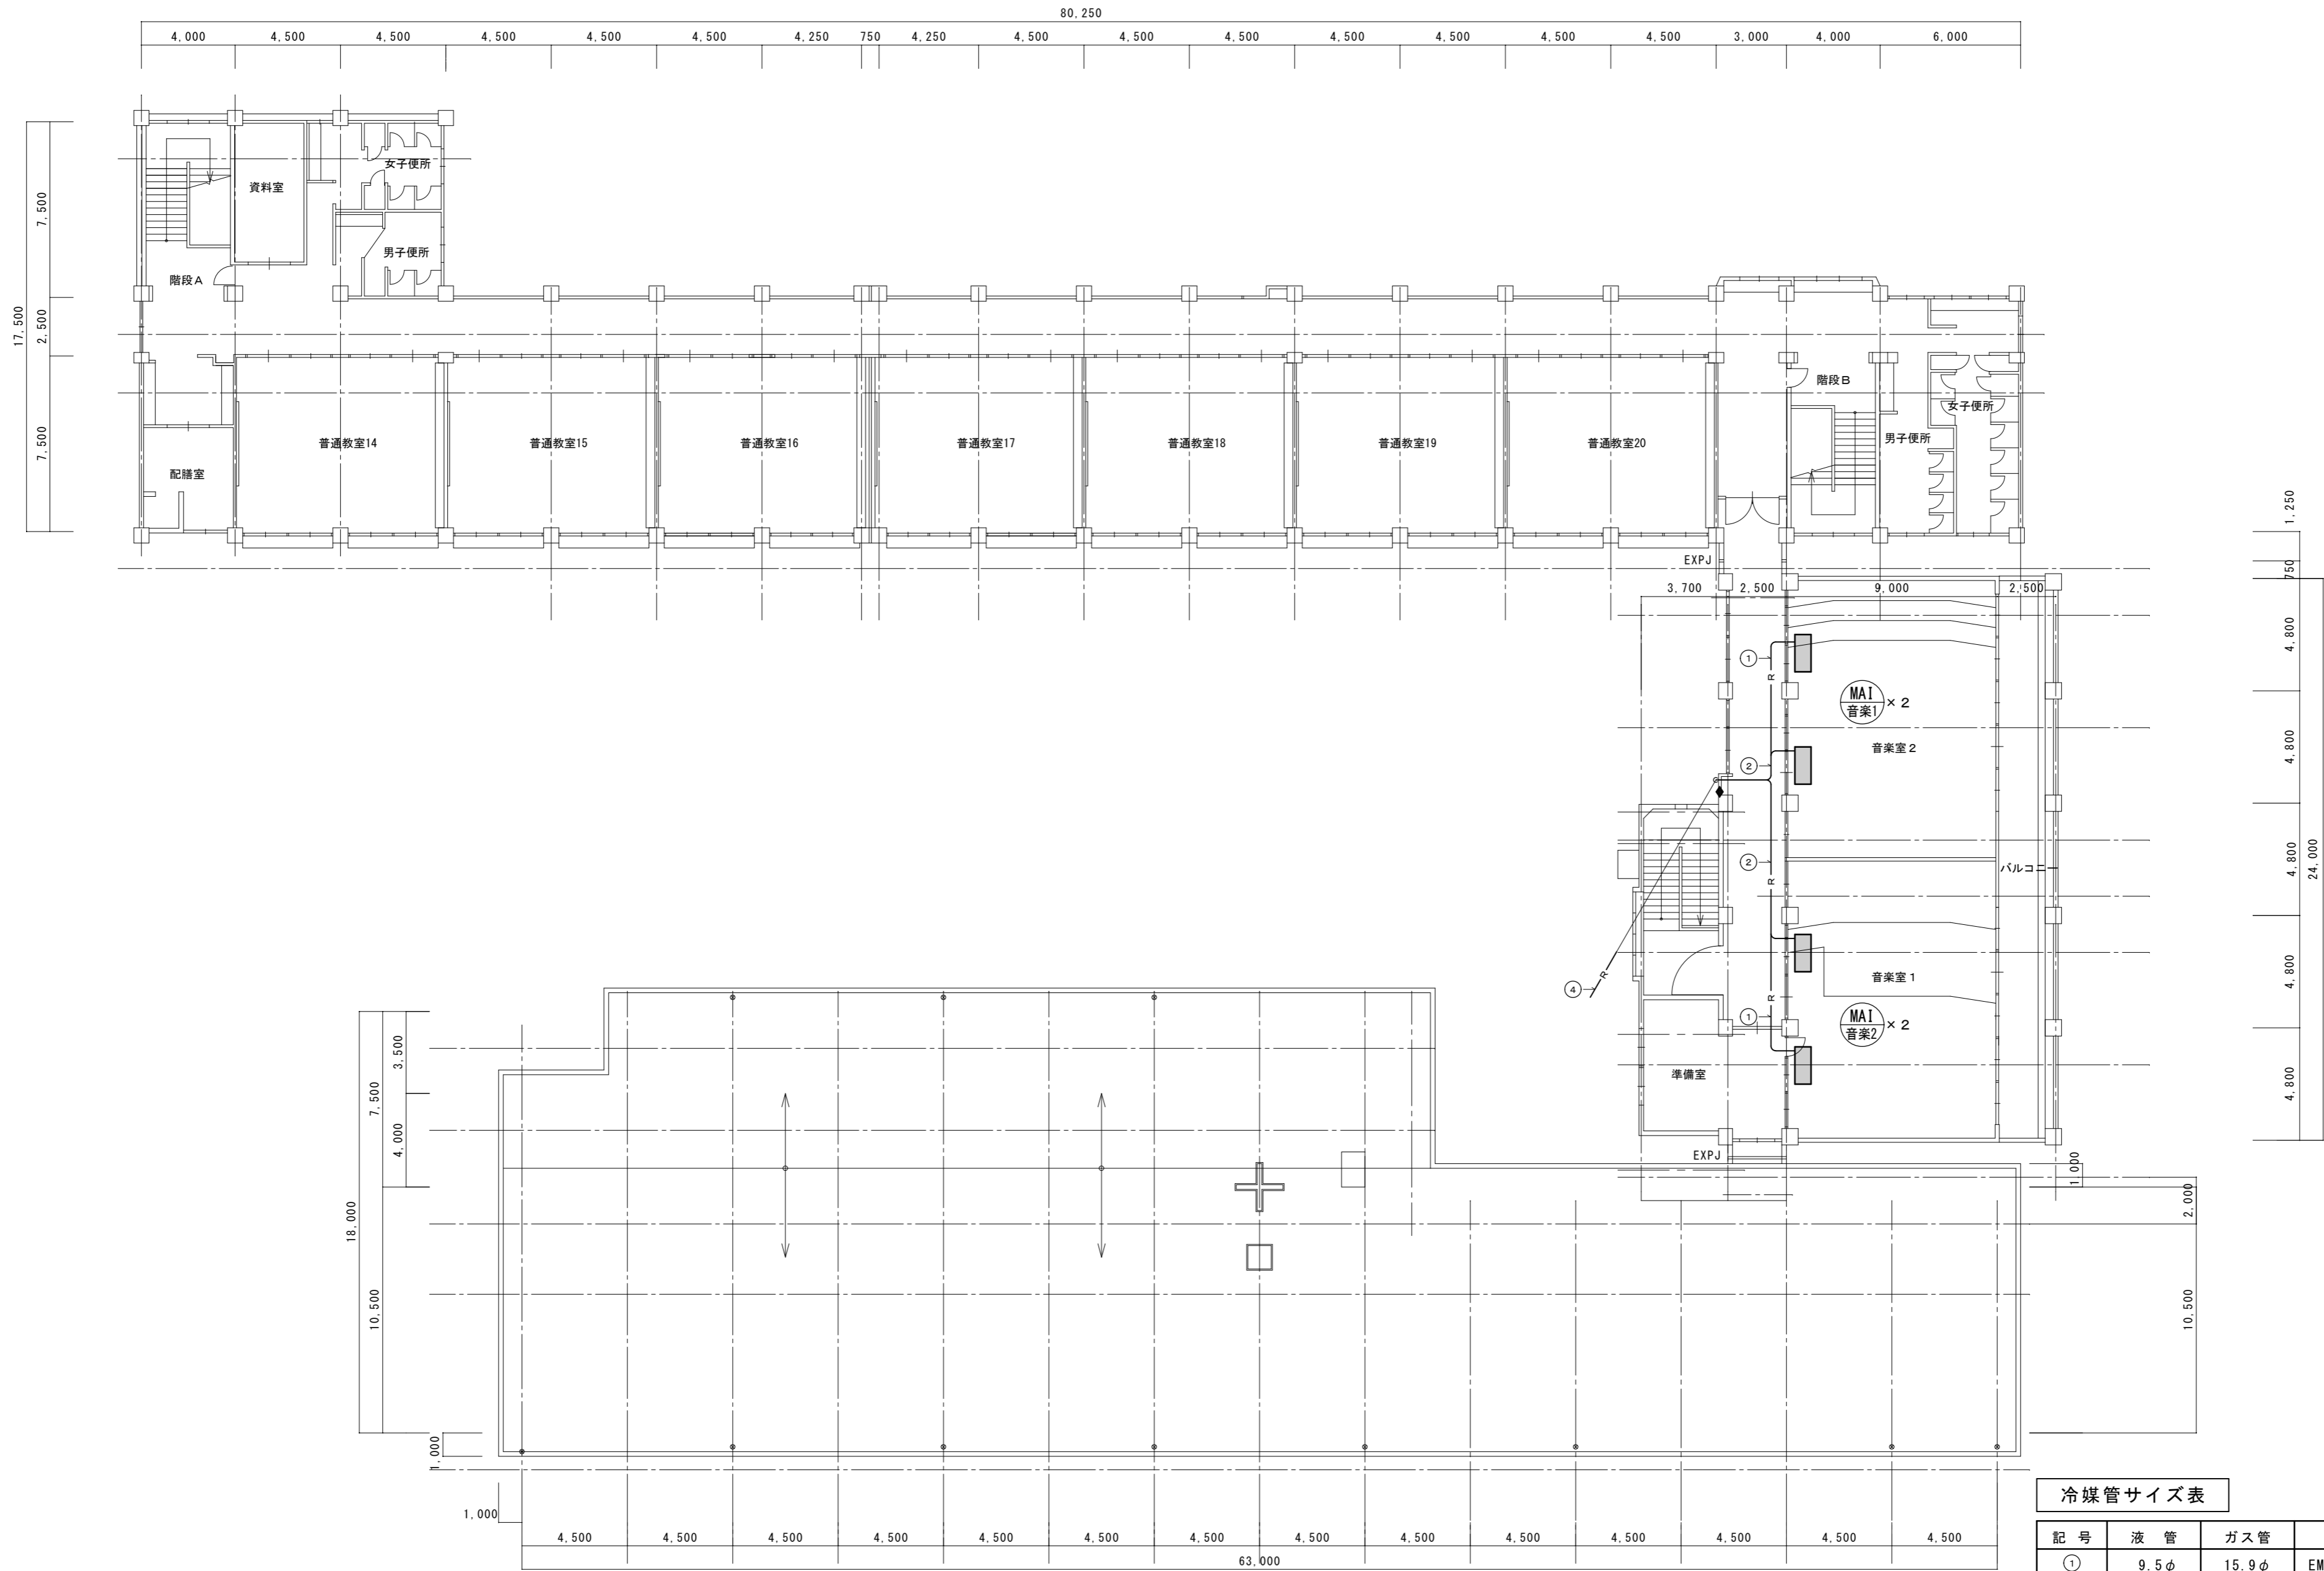 80,250
4,000 4,500 4,500 4,500 4,500 4,500 4,250 750 4,250 4,500 4,500 4,500 4,500 4,500 4,500 4,500 3,000 4,000 6,000
17,500
7,500
2,500
7,500
資料室
女子便所
男子便所
階段A
配膳室
普通教室14
普通教室15
普通教室16
普通教室17
普通教室18
普通教室19
普通教室20
階段B
男子便所
女子便所
EXPJ
3,700 2,500 9,000 2,500
1,250
750
4,800
4,800
4,800
4,800
4,800
24,000
① R
MAI
音楽1
×2
音楽室2
②
② R
バルコニー
音楽室1
④ R
① R
MAI
音楽2
×2
準備室
EXPJ
1,000
2,000
10,500
18,000
7,500
3,500
4,000
10,500
1,000
1,000
4,500 4,500 4,500 4,500 4,500 4,500 4,500 4,500 4,500 4,500 4,500 4,500 4,500 4,500
63,000
冷媒管サイズ表
記号 液管 ガス管
① 9.5φ 15.9φ EM